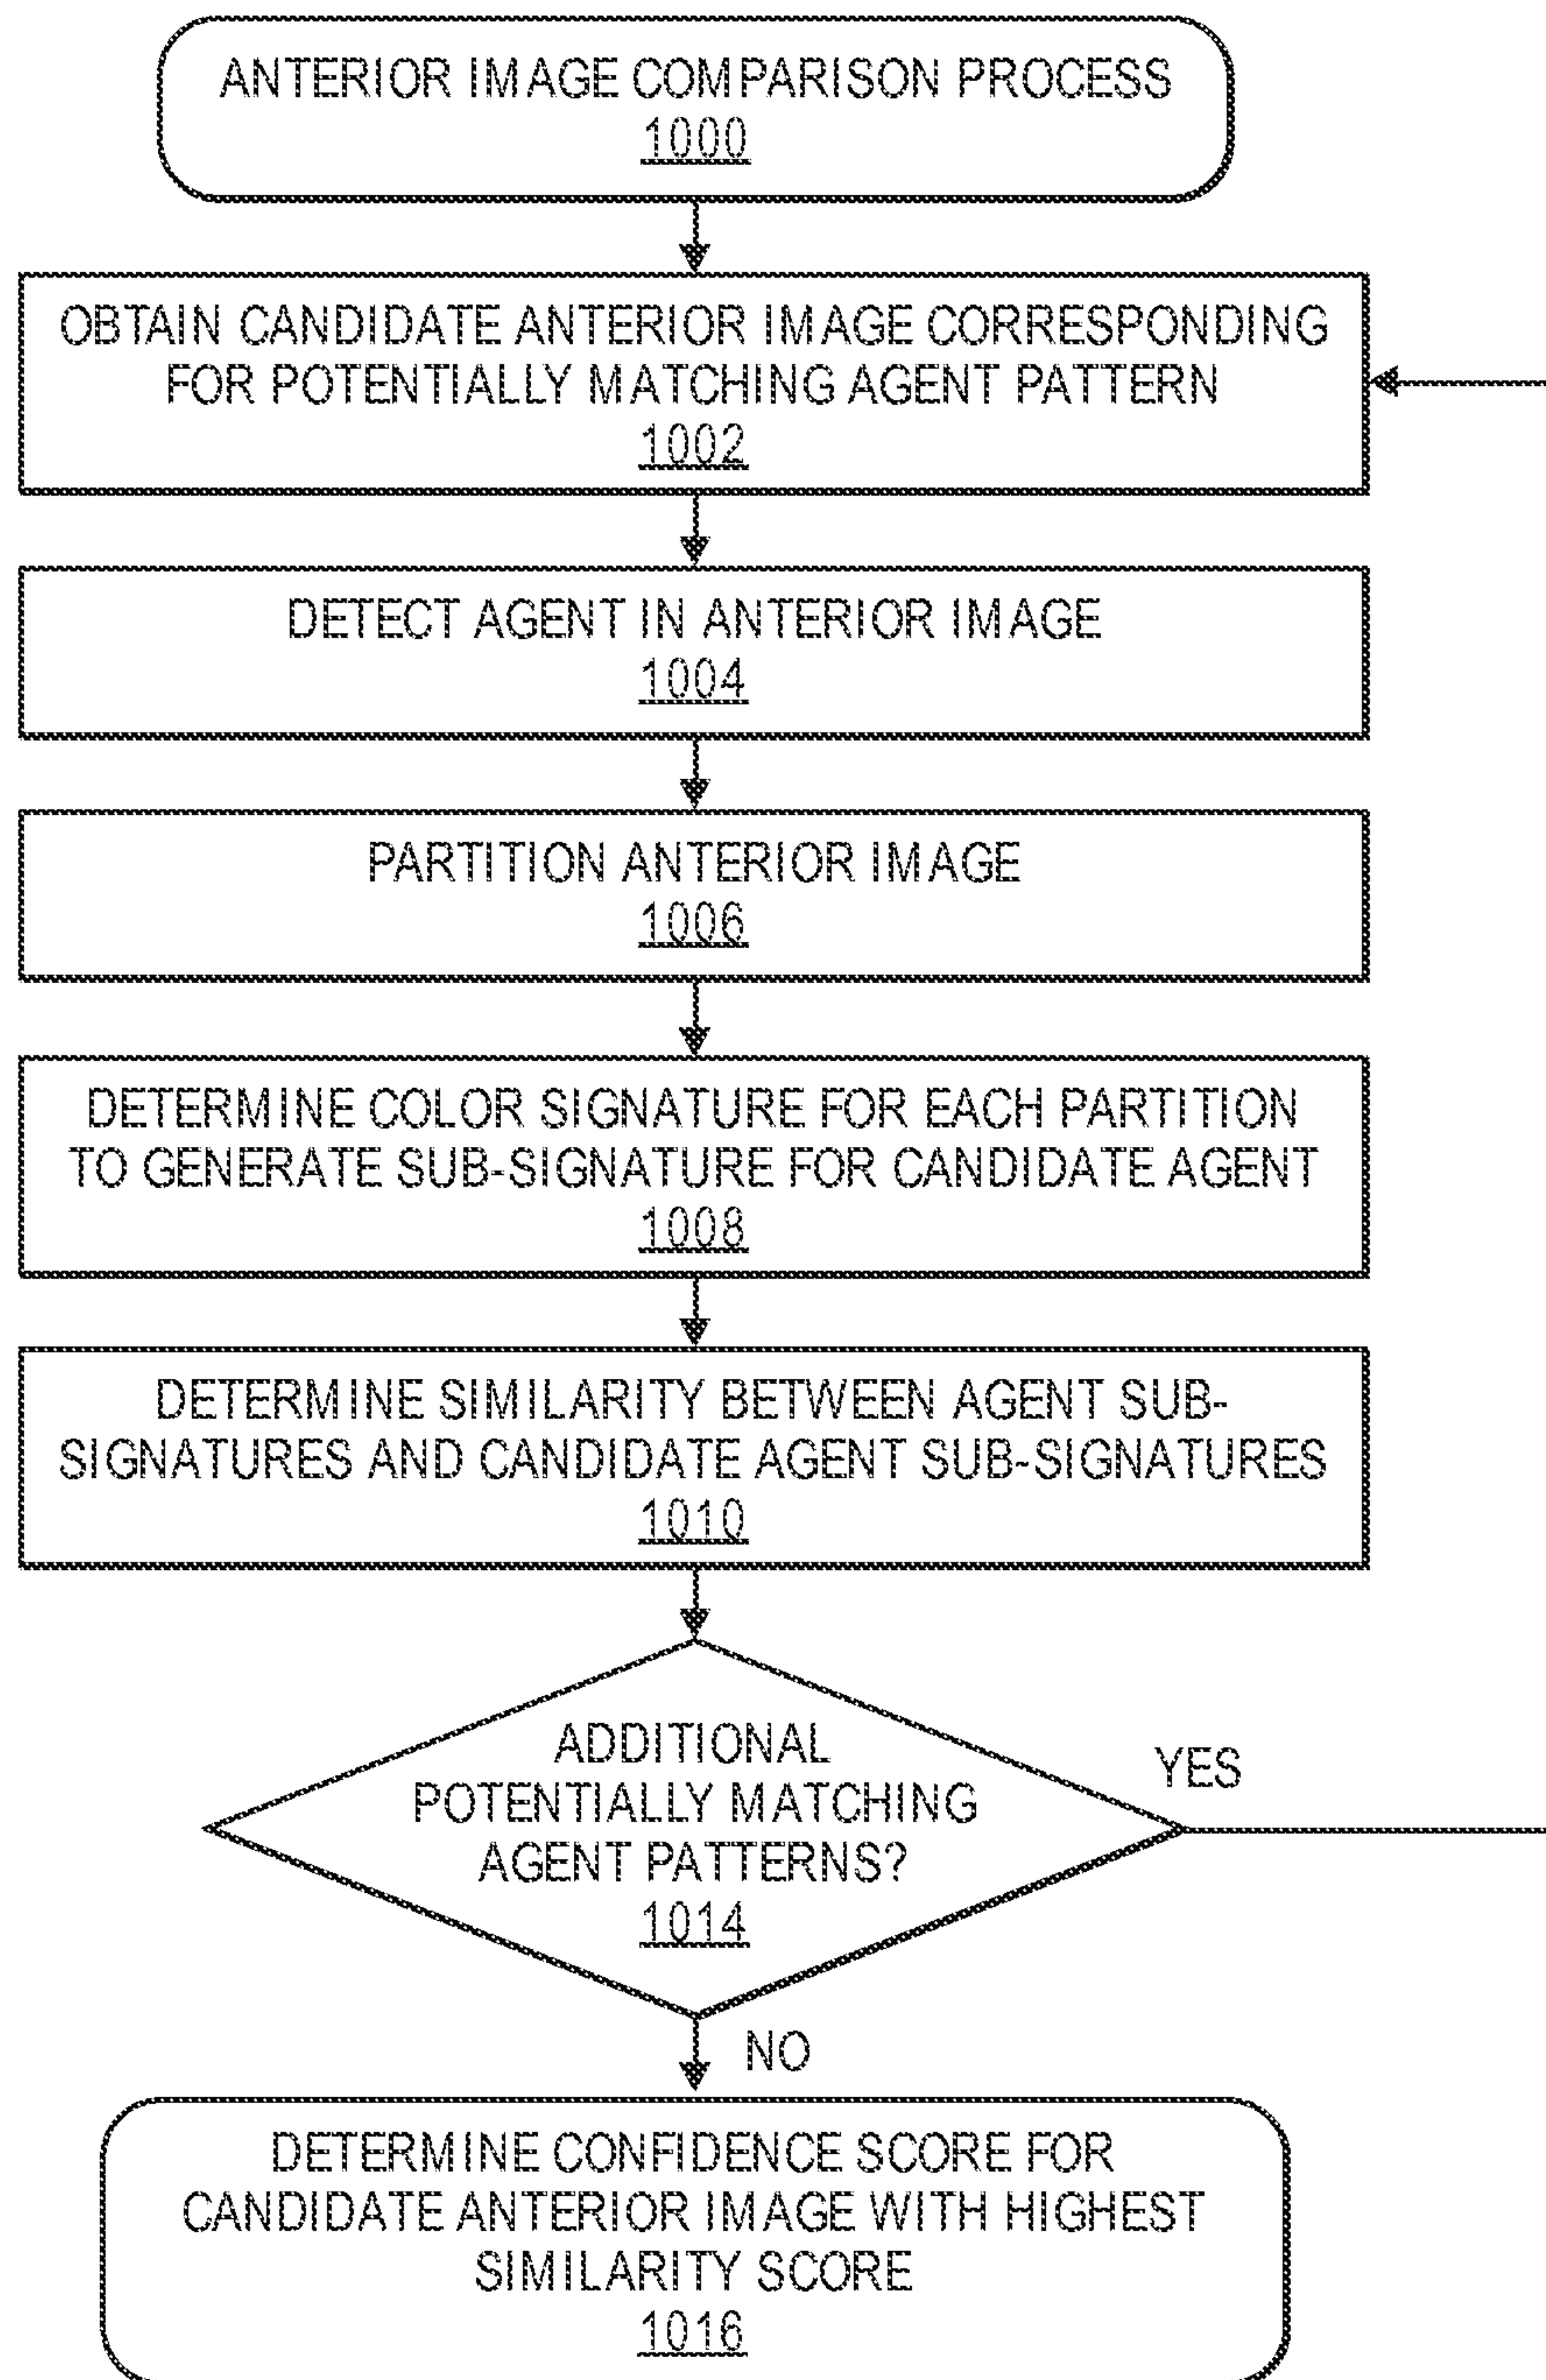 ANTERIOR IMAGE COMPARISON PROCESS
1000
OBTAIN CANDIDATE ANTERIOR IMAGE CORRESPONDING
FOR POTENTIALLY MATCHING AGENT PATTERN
1002
DETECT AGENT IN ANTERIOR IMAGE
1004
PARTITION ANTERIOR IMAGE
1006
DETERMINE COLOR SIGNATURE FOR EACH PARTITION
TO GENERATE SUB-SIGNATURE FOR CANDIDATE AGENT
1008
DETERMINE SIMILARITY BETWEEN AGENT SUB-
SIGNATURES AND CANDIDATE AGENT SUB-SIGNATURES
1010
ADDITIONAL
POTENTIALLY MATCHING
AGENT PATTERNS?
1014
YES
NO
DETERMINE CONFIDENCE SCORE FOR
CANDIDATE ANTERIOR IMAGE WITH HIGHEST
SIMILARITY SCORE
1016